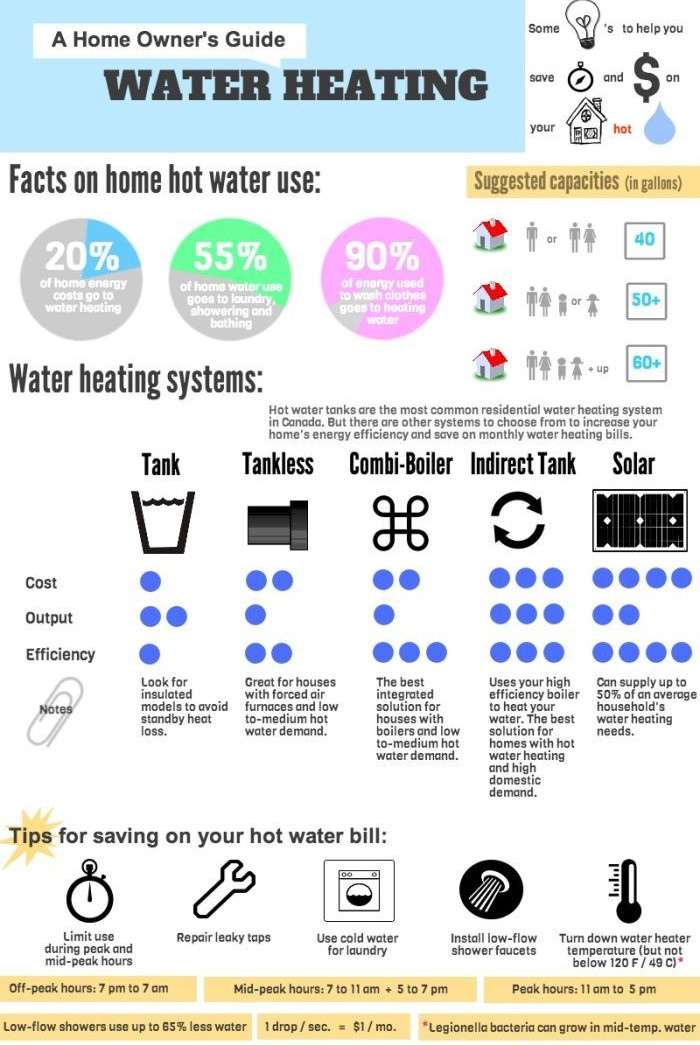 A Home Owner's Guide
WATER HEATING
Some 's to help you
save and $ on
your hot
Facts on home hot water use:
20%
of home energy
costs go to
water heating
55%
of home water use
goes to laundry,
showering and
bathing
90%
of energy used
to wash clothes
goes to heating
water
Suggested capacities (in gallons)
or
40
or
50+
+ up
60+
Water heating systems:
Hot water tanks are the most common residential water heating system
in Canada. But there are other systems to choose from to increase your
home's energy efficiency and save on monthly water heating bills.
Tank
Tankless
Combi-Boiler
Indirect Tank
Solar
Cost
Output
Efficiency
Notes
Look for
insulated
models to avoid
standby heat
loss.
Great for houses
with forced air
furnaces and low
to-medium hot
water demand.
The best
integrated
solution for
houses with
boilers and low
to-medium hot
water demand.
Uses your high
efficiency boiler
to heat your
water. The best
solution for
homes with hot
water heating
and high
domestic
demand.
Can supply up to
50% of an average
household's
water heating
needs.
Tips for saving on your hot water bill:
Limit use
during peak and
mid-peak hours
Repair leaky taps
Use cold water
for laundry
Install low-flow
shower faucets
Turn down water heater
temperature (but not
below 120 F / 49 C)*
Off-peak hours: 7 pm to 7 am
Mid-peak hours: 7 to 11 am + 5 to 7 pm
Peak hours: 11 am to 5 pm
Low-flow showers use up to 65% less water
1 drop / sec. = $1 / mo.
*Legionella bacteria can grow in mid-temp. water